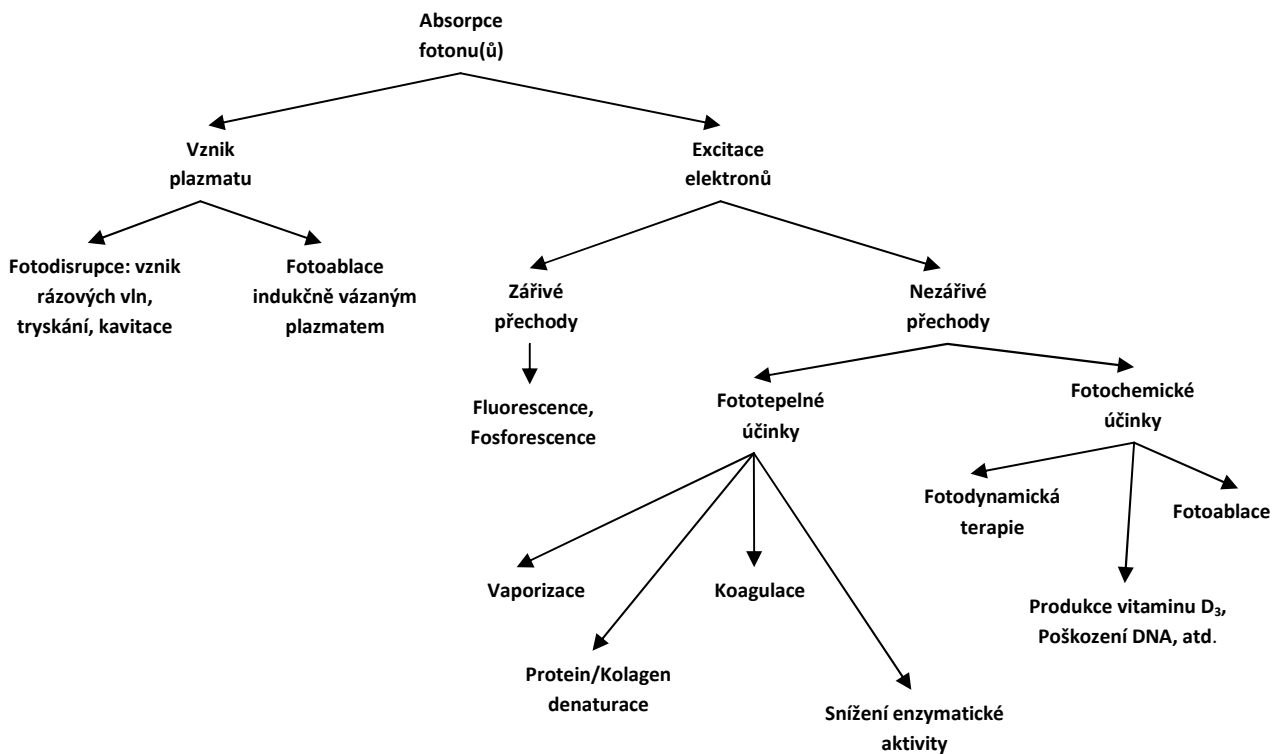 Absorpce
fotonu(ů)
Vznik
plazmatu
Excitace
elektronů
Fotodisrupce: vznik
rázových vln,
tryskání, kavitace
Fotoablace
indukčně vázaným
plazmatem
Zářivé
přechody
Nezářivé
přechody
Fluorescence,
Fosforescence
Fototepelné
účinky
Fotochemické
účinky
Fotodynamická
terapie
Fotoablace
Vaporizace
Koagulace
Produkce vitaminu D₃,
Poškození DNA, atd.
Protein/Kolagen
denaturace
Snížení enzymatické
aktivity